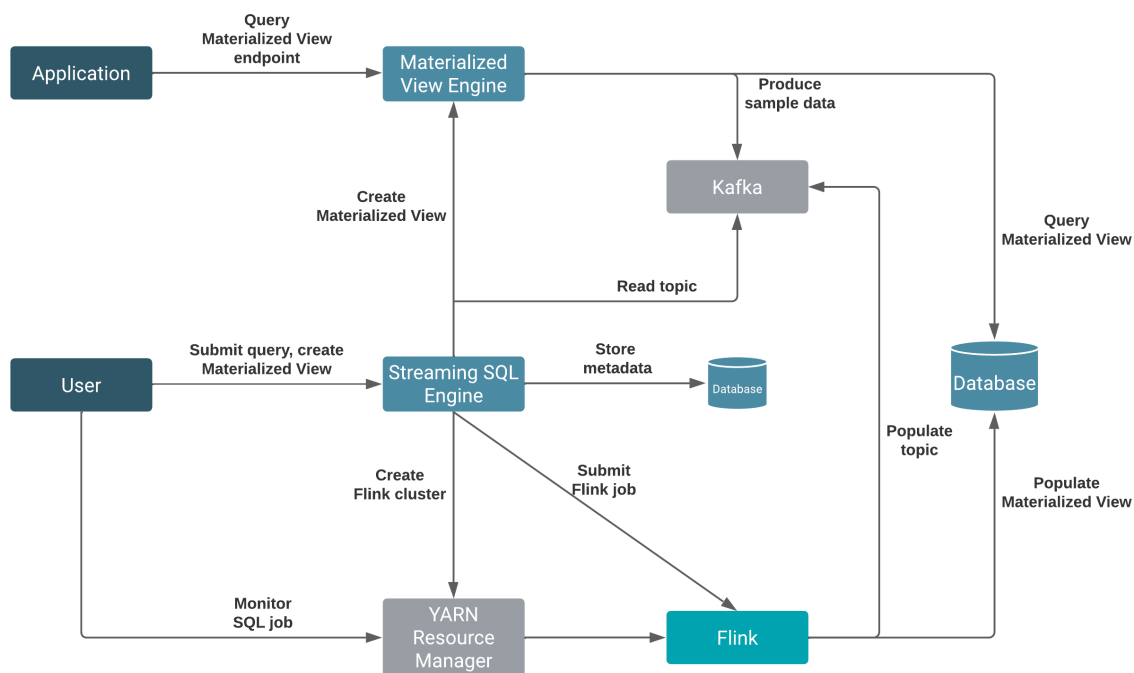 Query
Materialized View
endpoint
Application
Materialized
View Engine
Produce
sample data
Kafka
Create
Materialized View
Query
Materialized View
Read topic
Submit query, create
Materialized View
Store
metadata
User
Streaming SQL
Engine
Database
Database
Populate
topic
Create
Flink cluster
Submit
Flink job
Populate
Materialized View
Monitor
SQL job
YARN
Resource
Manager
Flink